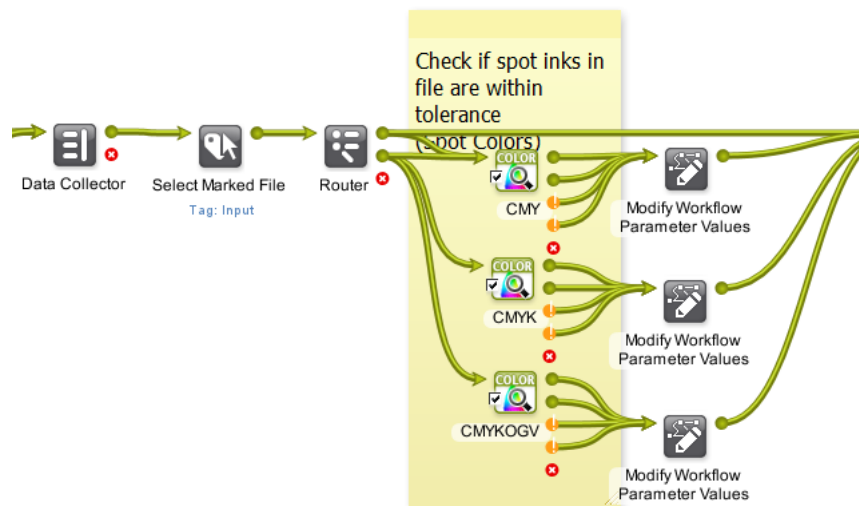 Check if spot inks in
file are within
tolerance
(Spot Colors)
Data Collector
Select Marked File
Tag: Input
Router
COLOR
CMY
Modify Workflow
Parameter Values
COLOR
CMYK
Modify Workflow
Parameter Values
COLOR
CMYKOGV
Modify Workflow
Parameter Values